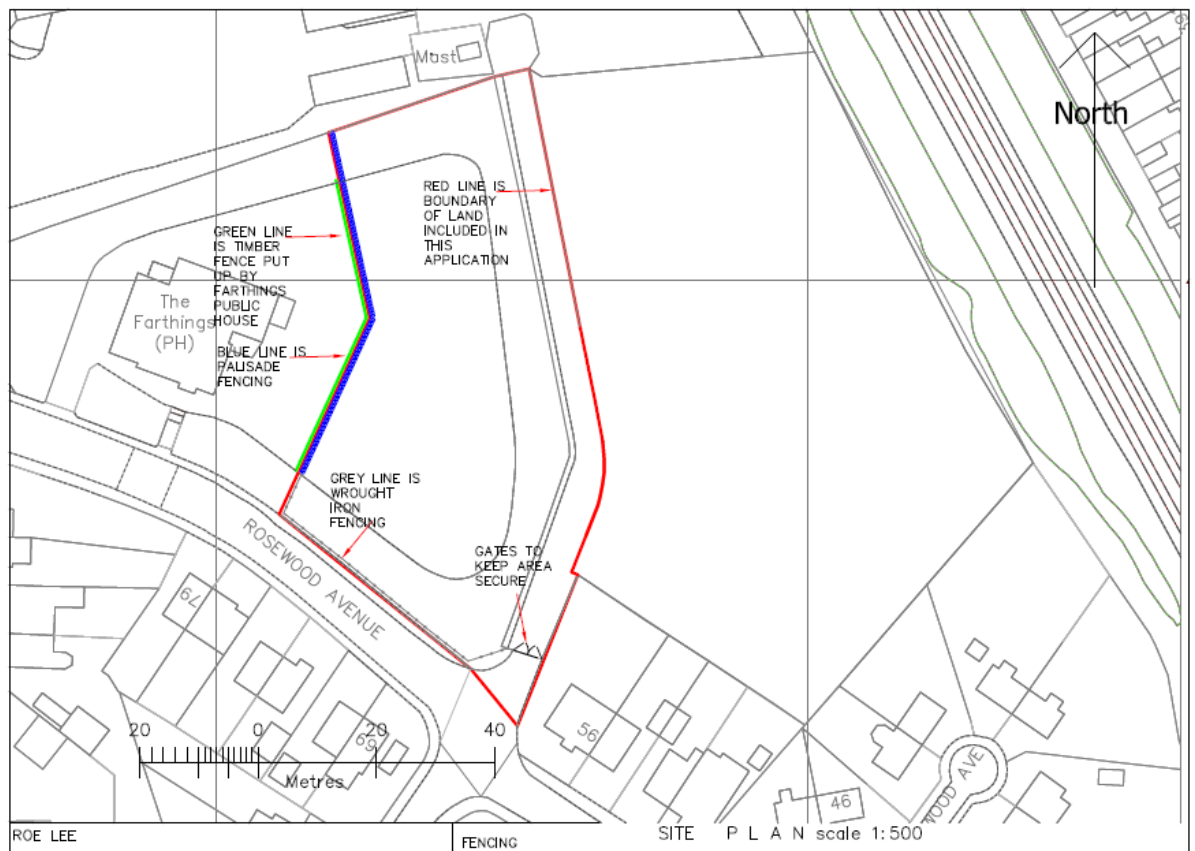 Mast
North
RED LINE IS
BOUNDARY
OF LAND
INCLUDED IN
THIS
APPLICATION
GREEN LINE
IS TIMBER
FENCE PUT
UP BY
FARTHINGS
PUBLIC
HOUSE
The
Farthings
(PH)
BLUE LINE IS
PALISADE
FENCING
GREY LINE IS
WROUGHT
IRON
FENCING
ROSEWOOD AVENUE
GATES TO
KEEP AREA
SECURE
79
69
56
46
WOOD AVE
20 0 20 40
Metres
ROE LEE
FENCING
SITE P L A N scale 1:500